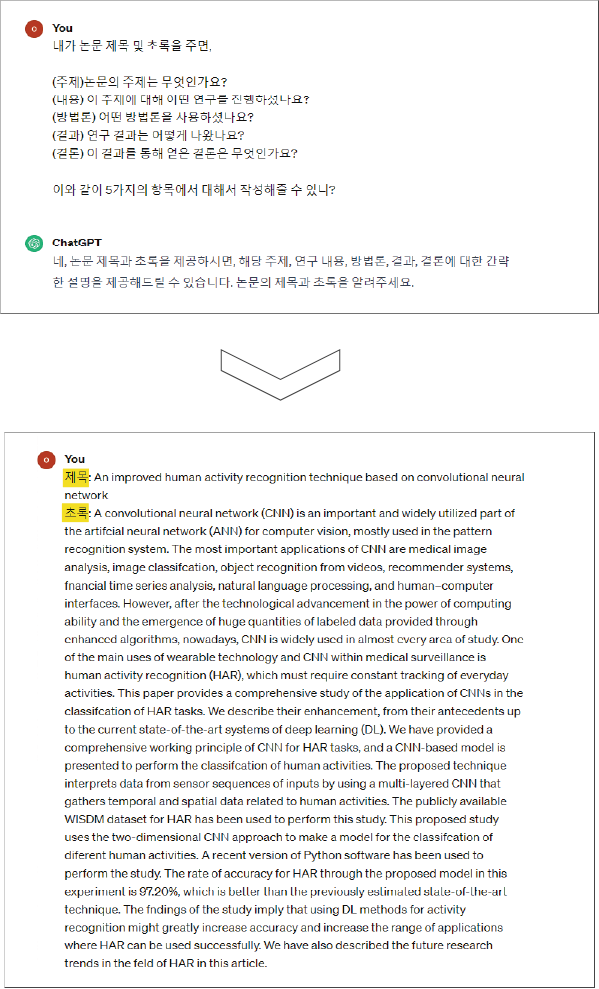 You
내가 논문 제목 및 초록을 주면,
(주제)논문의 주제는 무엇인가요?
(내용) 이 주제에 대해 어떤 연구를 진행하셨나요?
(방법론) 어떤 방법론을 사용하셨나요?
(결과) 연구 결과는 어떻게 나왔나요?
(결론) 이 결과를 통해 얻은 결론은 무엇인가요?
이와 같이 5가지의 항목에서 대해서 작성해줄 수 있니?
ChatGPT
네, 논문 제목과 초록을 제공하시면, 해당 주제, 연구 내용, 방법론, 결과, 결론에 대한 간략
한 설명을 제공해드릴 수 있습니다. 논문의 제목과 초록을 알려주세요.
You
제목: An improved human activity recognition technique based on convolutional neural
network
초록: A convolutional neural network (CNN) is an important and widely utilized part of
the artifcial neural network (ANN) for computer vision, mostly used in the pattern
recognition system. The most important applications of CNN are medical image
analysis, image classifcation, object recognition from videos, recommender systems,
fnancial time series analysis, natural language processing, and human–computer
interfaces. However, after the technological advancement in the power of computing
ability and the emergence of huge quantities of labeled data provided through
enhanced algorithms, nowadays, CNN is widely used in almost every area of study. One
of the main uses of wearable technology and CNN within medical surveillance is
human activity recognition (HAR), which must require constant tracking of everyday
activities. This paper provides a comprehensive study of the application of CNNs in the
classifcation of HAR tasks. We describe their enhancement, from their antecedents up
to the current state-of-the-art systems of deep learning (DL). We have provided a
comprehensive working principle of CNN for HAR tasks, and a CNN-based model is
presented to perform the classifcation of human activities. The proposed technique
interprets data from sensor sequences of inputs by using a multi-layered CNN that
gathers temporal and spatial data related to human activities. The publicly available
WISDM dataset for HAR has been used to perform this study. This proposed study
uses the two-dimensional CNN approach to make a model for the classifcation of
diferent human activities. A recent version of Python software has been used to
perform the study. The rate of accuracy for HAR through the proposed model in this
experiment is 97.20%, which is better than the previously estimated state-of-the-art
technique. The fndings of the study imply that using DL methods for activity
recognition might greatly increase accuracy and increase the range of applications
where HAR can be used successfully. We have also described the future research
trends in the feld of HAR in this article.